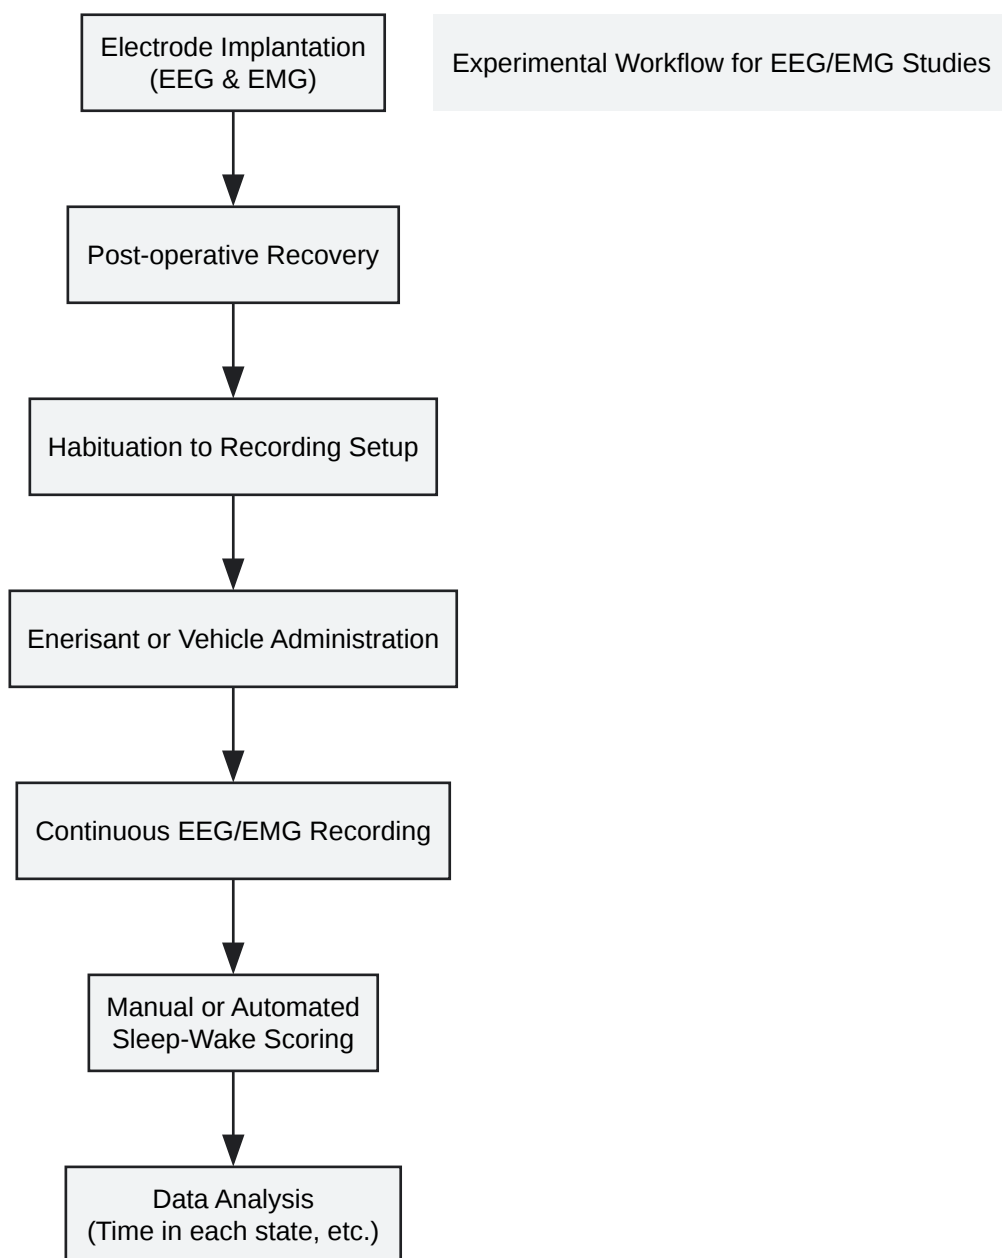 Electrode Implantation
(EEG & EMG)
Experimental Workflow for EEG/EMG Studies
Post-operative Recovery
Habituation to Recording Setup
Enerisant or Vehicle Administration
Continuous EEG/EMG Recording
Manual or Automated
Sleep-Wake Scoring
Data Analysis
(Time in each state, etc.)